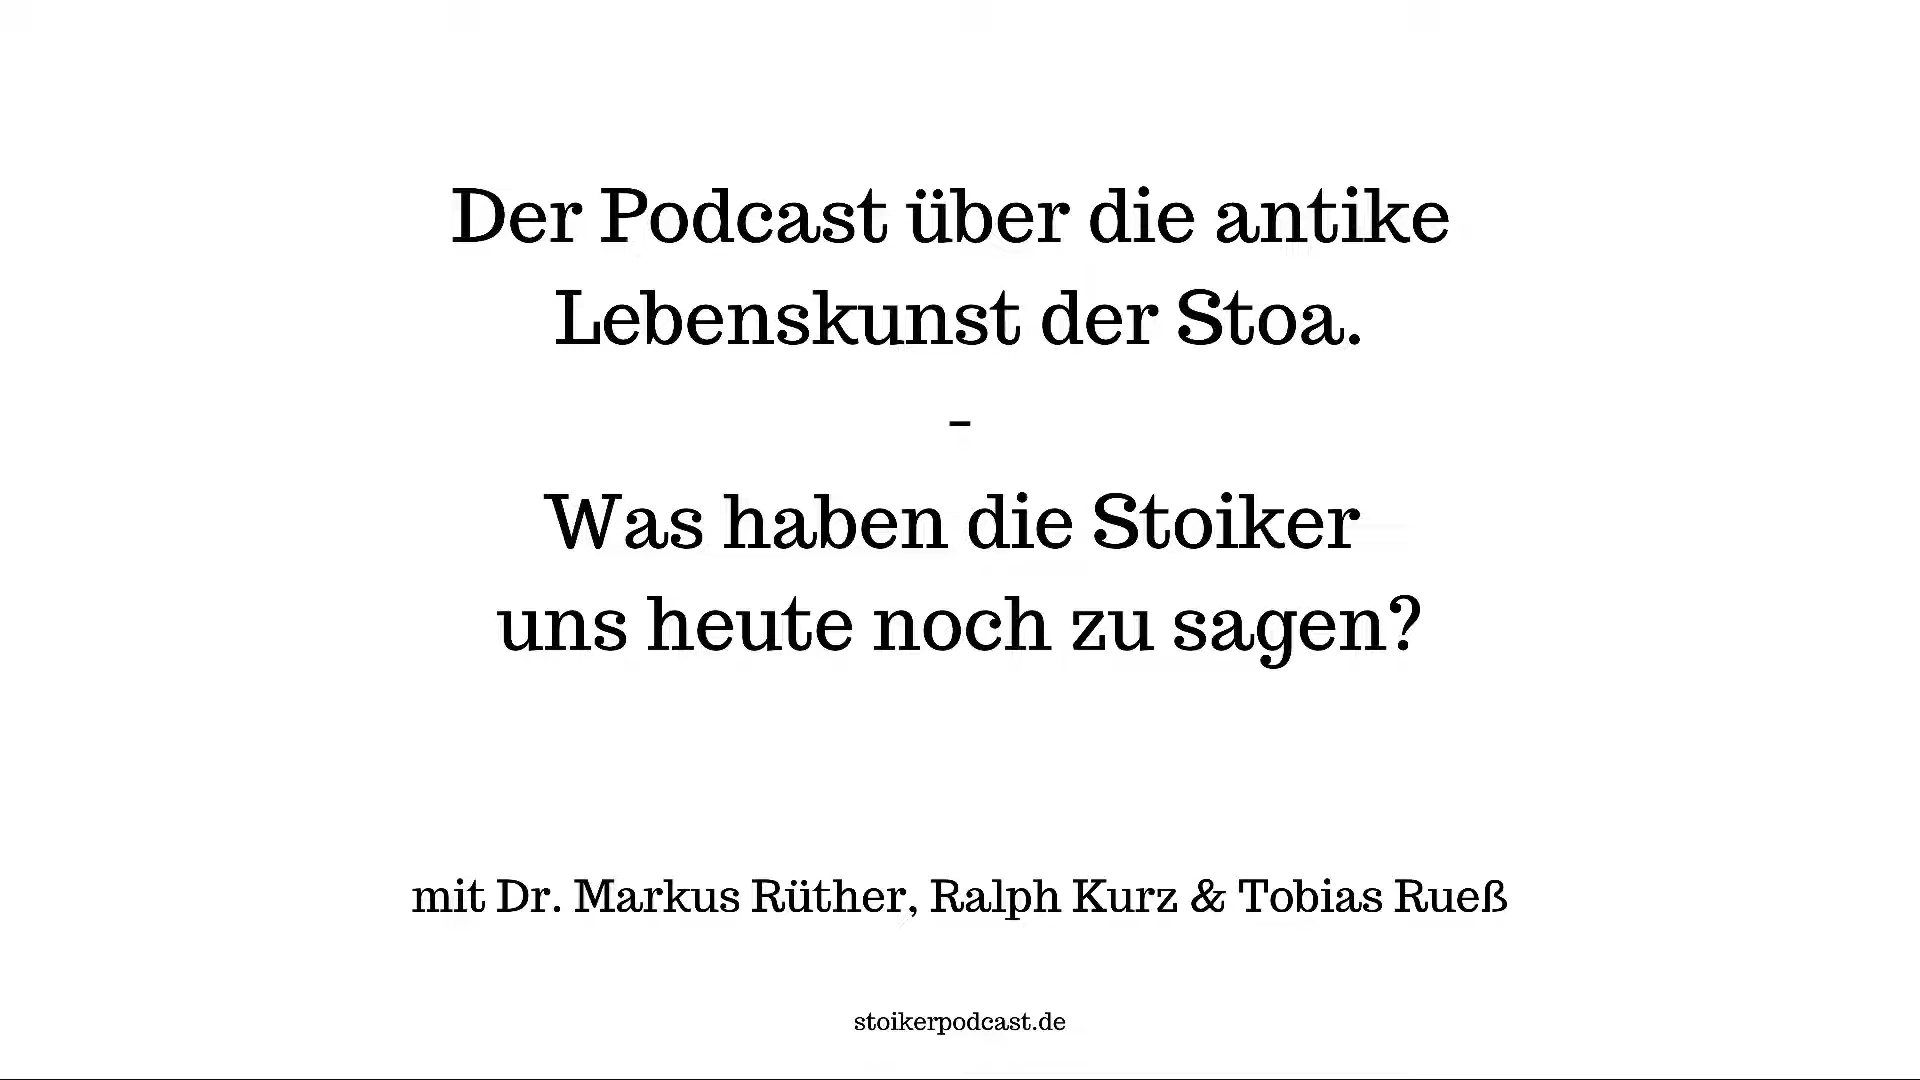 Der Podcast über die antike
Lebenskunst der Stoa.
-
Was haben die Stoiker
uns heute noch zu sagen?
mit Dr. Markus Rüther, Ralph Kurz & Tobias Rueß
stoikerpodcast.de